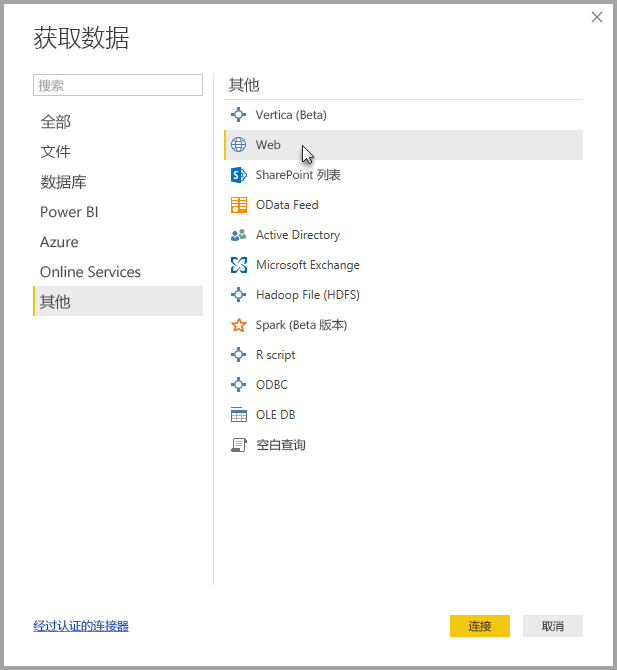 获取数据
搜索
全部
文件
数据库
Power BI
Azure
Online Services
其他
其他
Vertica (Beta)
Web
SharePoint 列表
OData Feed
Active Directory
Microsoft Exchange
Hadoop File (HDFS)
Spark (Beta 版本)
R script
ODBC
OLE DB
空白查询
经过认证的连接器
连接
取消